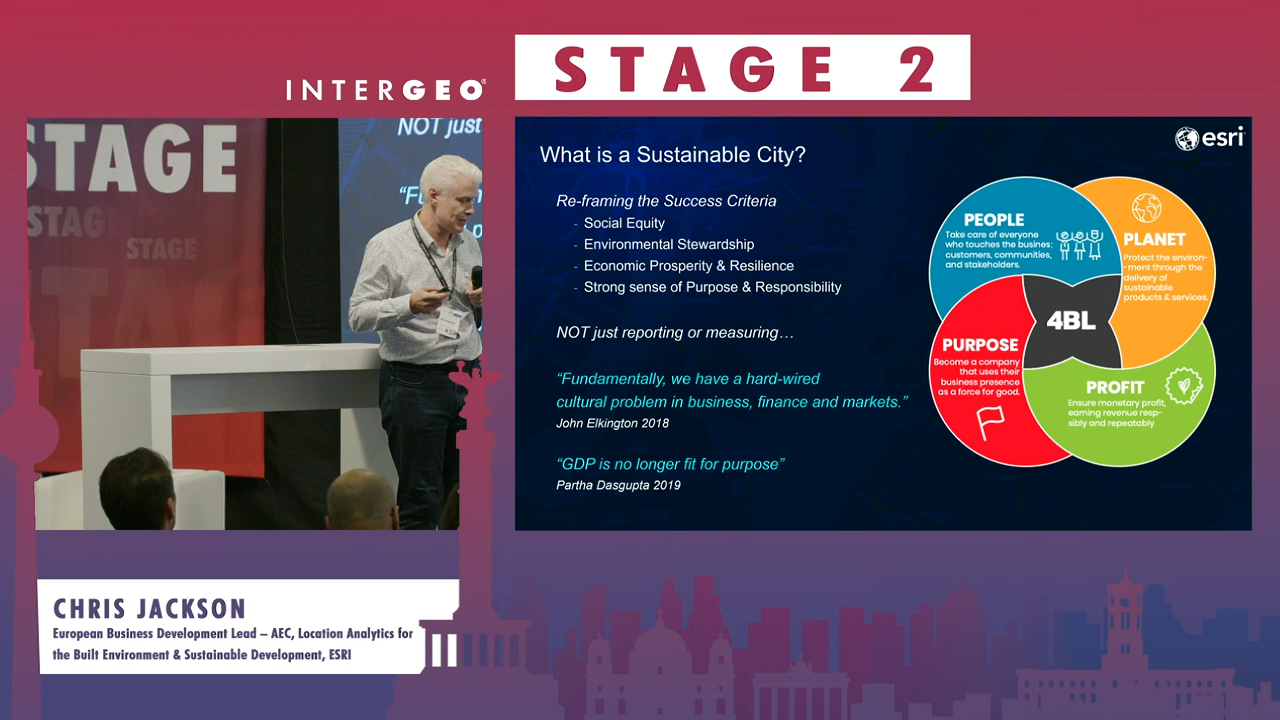 INTERGEO®
STAGE 2
STAGE
STAG
STAGE
NOT just
What is a Sustainable City?
esri
Re-framing the Success Criteria
- Social Equity
- Environmental Stewardship
- Economic Prosperity & Resilience
- Strong sense of Purpose & Responsibility
NOT just reporting or measuring…
“Fundamentally, we have a hard-wired
cultural problem in business, finance and markets.”
John Elkington 2018
“GDP is no longer fit for purpose”
Partha Dasgupta 2019
PEOPLE
Take care of everyone
who touches the busines;
customers, communities,
and stakeholders.
PLANET
Protect the environ-
-ment through the
delivery of
sustainable
products & services.
4BL
PURPOSE
Become a company
that uses their
business presence
as a force for good.
PROFIT
Ensure monetary profit,
earning revenue resp-
sibly and repeatably
CHRIS JACKSON
European Business Development Lead – AEC, Location Analytics for
the Built Environment & Sustainable Development, ESRI